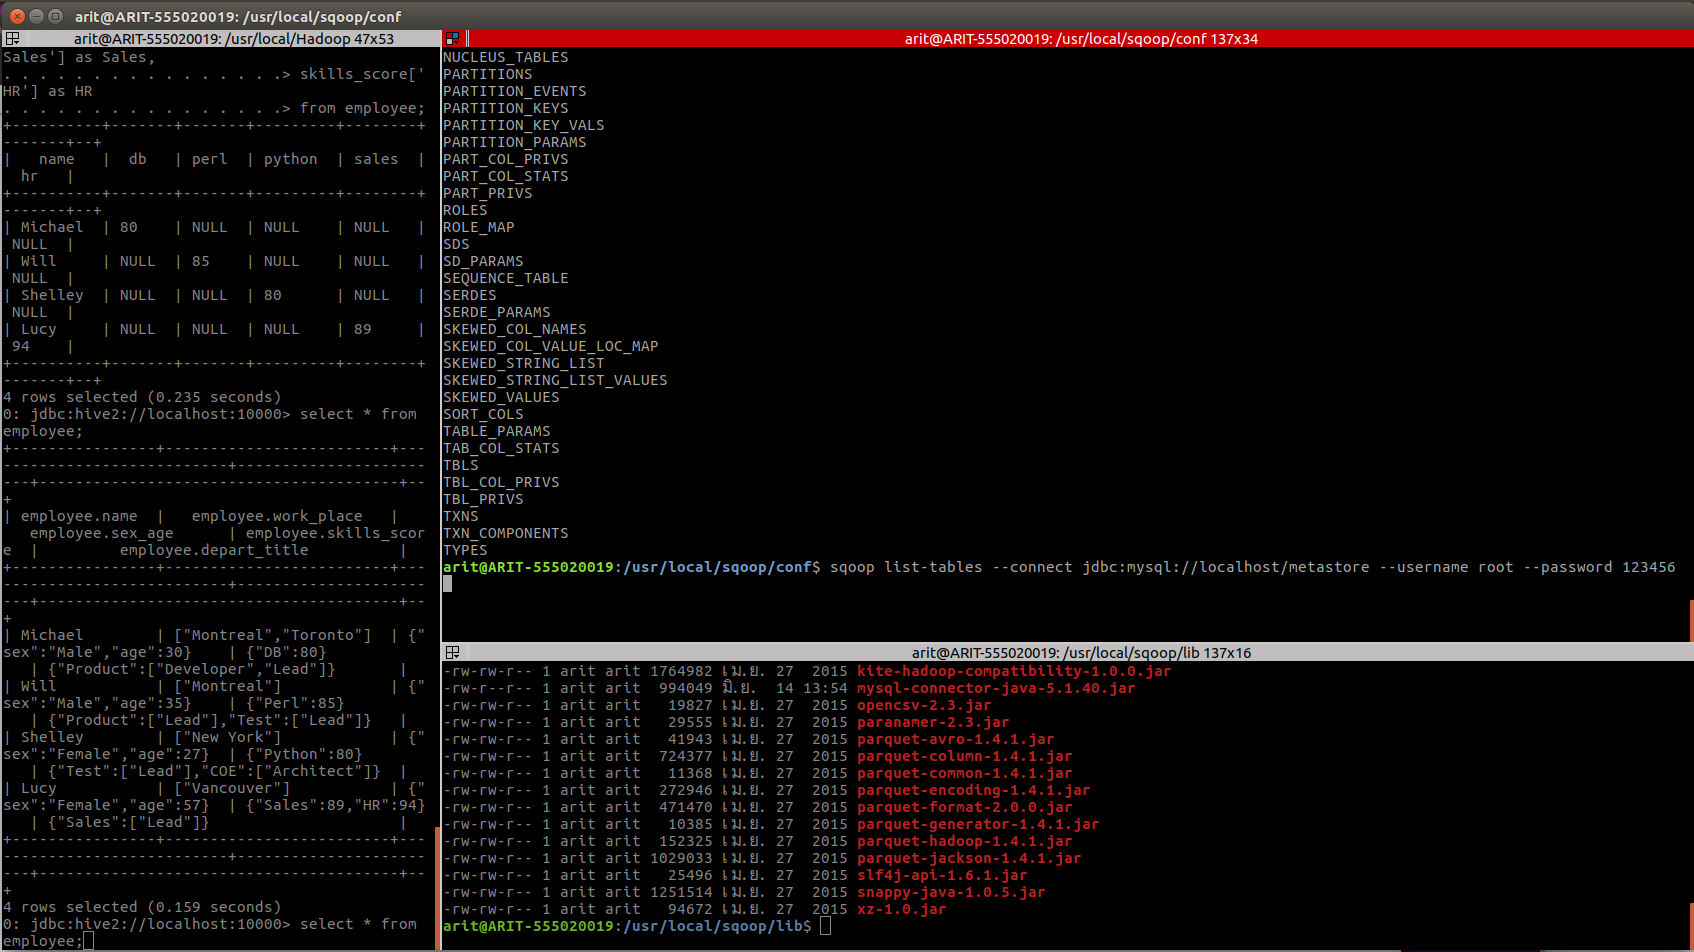 arit@ARIT-555020019: /usr/local/sqoop/conf
arit@ARIT-555020019: /usr/local/Hadoop 47x53
Sales'] as Sales,
. . . . . . . . . . . . . . . .> skills_score['
HR'] as HR
. . . . . . . . . . . . . . . .> from employee;
+----------+-------+-------+---------+--------+
-------+--+
|   name   |  db   | perl  | python  | sales  |
  hr   |
+----------+-------+-------+---------+--------+
-------+--+
| Michael  | 80    | NULL  | NULL    | NULL   |
 NULL  |
| Will     | NULL  | 85    | NULL    | NULL   |
 NULL  |
| Shelley  | NULL  | NULL  | 80      | NULL   |
 NULL  |
| Lucy     | NULL  | NULL  | NULL    | 89     |
 94    |
+----------+-------+-------+---------+--------+
-------+--+
4 rows selected (0.235 seconds)
0: jdbc:hive2://localhost:10000> select * from
employee;
+----------------+-------------------------+---
-------------------------+---------------------
---+-----------------------------------------+--
+
| employee.name  |   employee.work_place   |
   employee.sex_age      | employee.skills_scor
e  |         employee.depart_title          |
+----------------+-------------------------+---
-------------------------+---------------------
---+-----------------------------------------+--
+
| Michael        | ["Montreal","Toronto"]  | {"
sex":"Male","age":30}    | {"DB":80}
   | {"Product":["Developer","Lead"]}       |
| Will           | ["Montreal"]            | {"
sex":"Male","age":35}    | {"Perl":85}
   | {"Product":["Lead"],"Test":["Lead"]}   |
| Shelley        | ["New York"]            | {"
sex":"Female","age":27}  | {"Python":80}
   | {"Test":["Lead"],"COE":["Architect"]}  |
| Lucy           | ["Vancouver"]           | {"
sex":"Female","age":57}  | {"Sales":89,"HR":94}
   | {"Sales":["Lead"]}                     |
+----------------+-------------------------+---
-------------------------+---------------------
---+-----------------------------------------+--
+
4 rows selected (0.159 seconds)
0: jdbc:hive2://localhost:10000> select * from
employee;
arit@ARIT-555020019: /usr/local/sqoop/conf 137x34
NUCLEUS_TABLES
PARTITIONS
PARTITION_EVENTS
PARTITION_KEYS
PARTITION_KEY_VALS
PARTITION_PARAMS
PART_COL_PRIVS
PART_COL_STATS
PART_PRIVS
ROLES
ROLE_MAP
SDS
SD_PARAMS
SEQUENCE_TABLE
SERDES
SERDE_PARAMS
SKEWED_COL_NAMES
SKEWED_COL_VALUE_LOC_MAP
SKEWED_STRING_LIST
SKEWED_STRING_LIST_VALUES
SKEWED_VALUES
SORT_COLS
TABLE_PARAMS
TAB_COL_STATS
TBLS
TBL_COL_PRIVS
TBL_PRIVS
TXNS
TXN_COMPONENTS
TYPES
arit@ARIT-555020019:/usr/local/sqoop/conf$ sqoop list-tables --connect jdbc:mysql://localhost/metastore --username root --password 123456
arit@ARIT-555020019: /usr/local/sqoop/lib 137x16
-rw-rw-r-- 1 arit arit 1764982 เม.ย. 27  2015 kite-hadoop-compatibility-1.0.0.jar
-rw-r--r-- 1 arit arit  994049 มิ.ย.  14 13:54 mysql-connector-java-5.1.40.jar
-rw-rw-r-- 1 arit arit   19827 เม.ย. 27  2015 opencsv-2.3.jar
-rw-rw-r-- 1 arit arit   29555 เม.ย. 27  2015 paranamer-2.3.jar
-rw-rw-r-- 1 arit arit   41943 เม.ย. 27  2015 parquet-avro-1.4.1.jar
-rw-rw-r-- 1 arit arit  724377 เม.ย. 27  2015 parquet-column-1.4.1.jar
-rw-rw-r-- 1 arit arit   11368 เม.ย. 27  2015 parquet-common-1.4.1.jar
-rw-rw-r-- 1 arit arit  272946 เม.ย. 27  2015 parquet-encoding-1.4.1.jar
-rw-rw-r-- 1 arit arit  471470 เม.ย. 27  2015 parquet-format-2.0.0.jar
-rw-rw-r-- 1 arit arit   10385 เม.ย. 27  2015 parquet-generator-1.4.1.jar
-rw-rw-r-- 1 arit arit  152325 เม.ย. 27  2015 parquet-hadoop-1.4.1.jar
-rw-rw-r-- 1 arit arit 1029033 เม.ย. 27  2015 parquet-jackson-1.4.1.jar
-rw-rw-r-- 1 arit arit   25496 เม.ย. 27  2015 slf4j-api-1.6.1.jar
-rw-rw-r-- 1 arit arit 1251514 เม.ย. 27  2015 snappy-java-1.0.5.jar
-rw-rw-r-- 1 arit arit   94672 เม.ย. 27  2015 xz-1.0.jar
arit@ARIT-555020019:/usr/local/sqoop/lib$